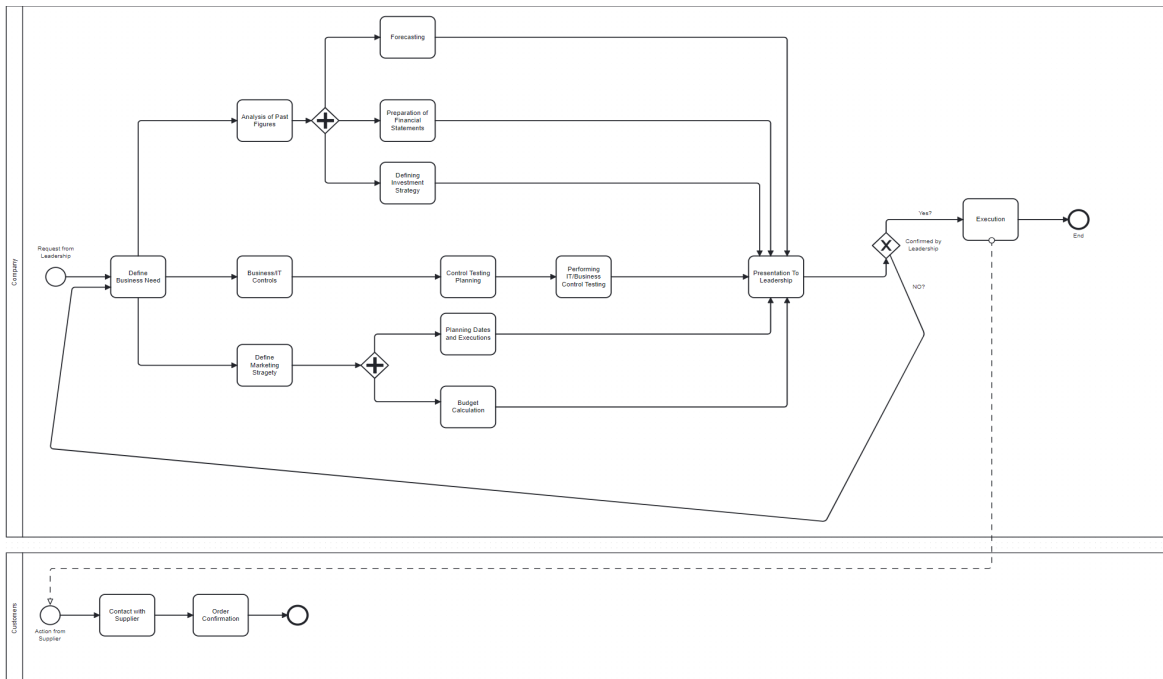 Company
Forecasting
Analysis of Past
Figures
Preparation of
Financial
Statements
Defining
Investment
Strategy
Request from
Leadership
Define
Business Need
Business/IT
Controls
Control Testing
Planning
Performing
IT/Business
Control Testing
Presentation To
Leadership
Yes?
Confirmed by
Leadership
NO?
Execution
End
Define
Marketing
Stragety
Planning Dates
and Executions
Budget
Calculation
Customers
Action from
Supplier
Contact with
Supplier
Order
Confirmation